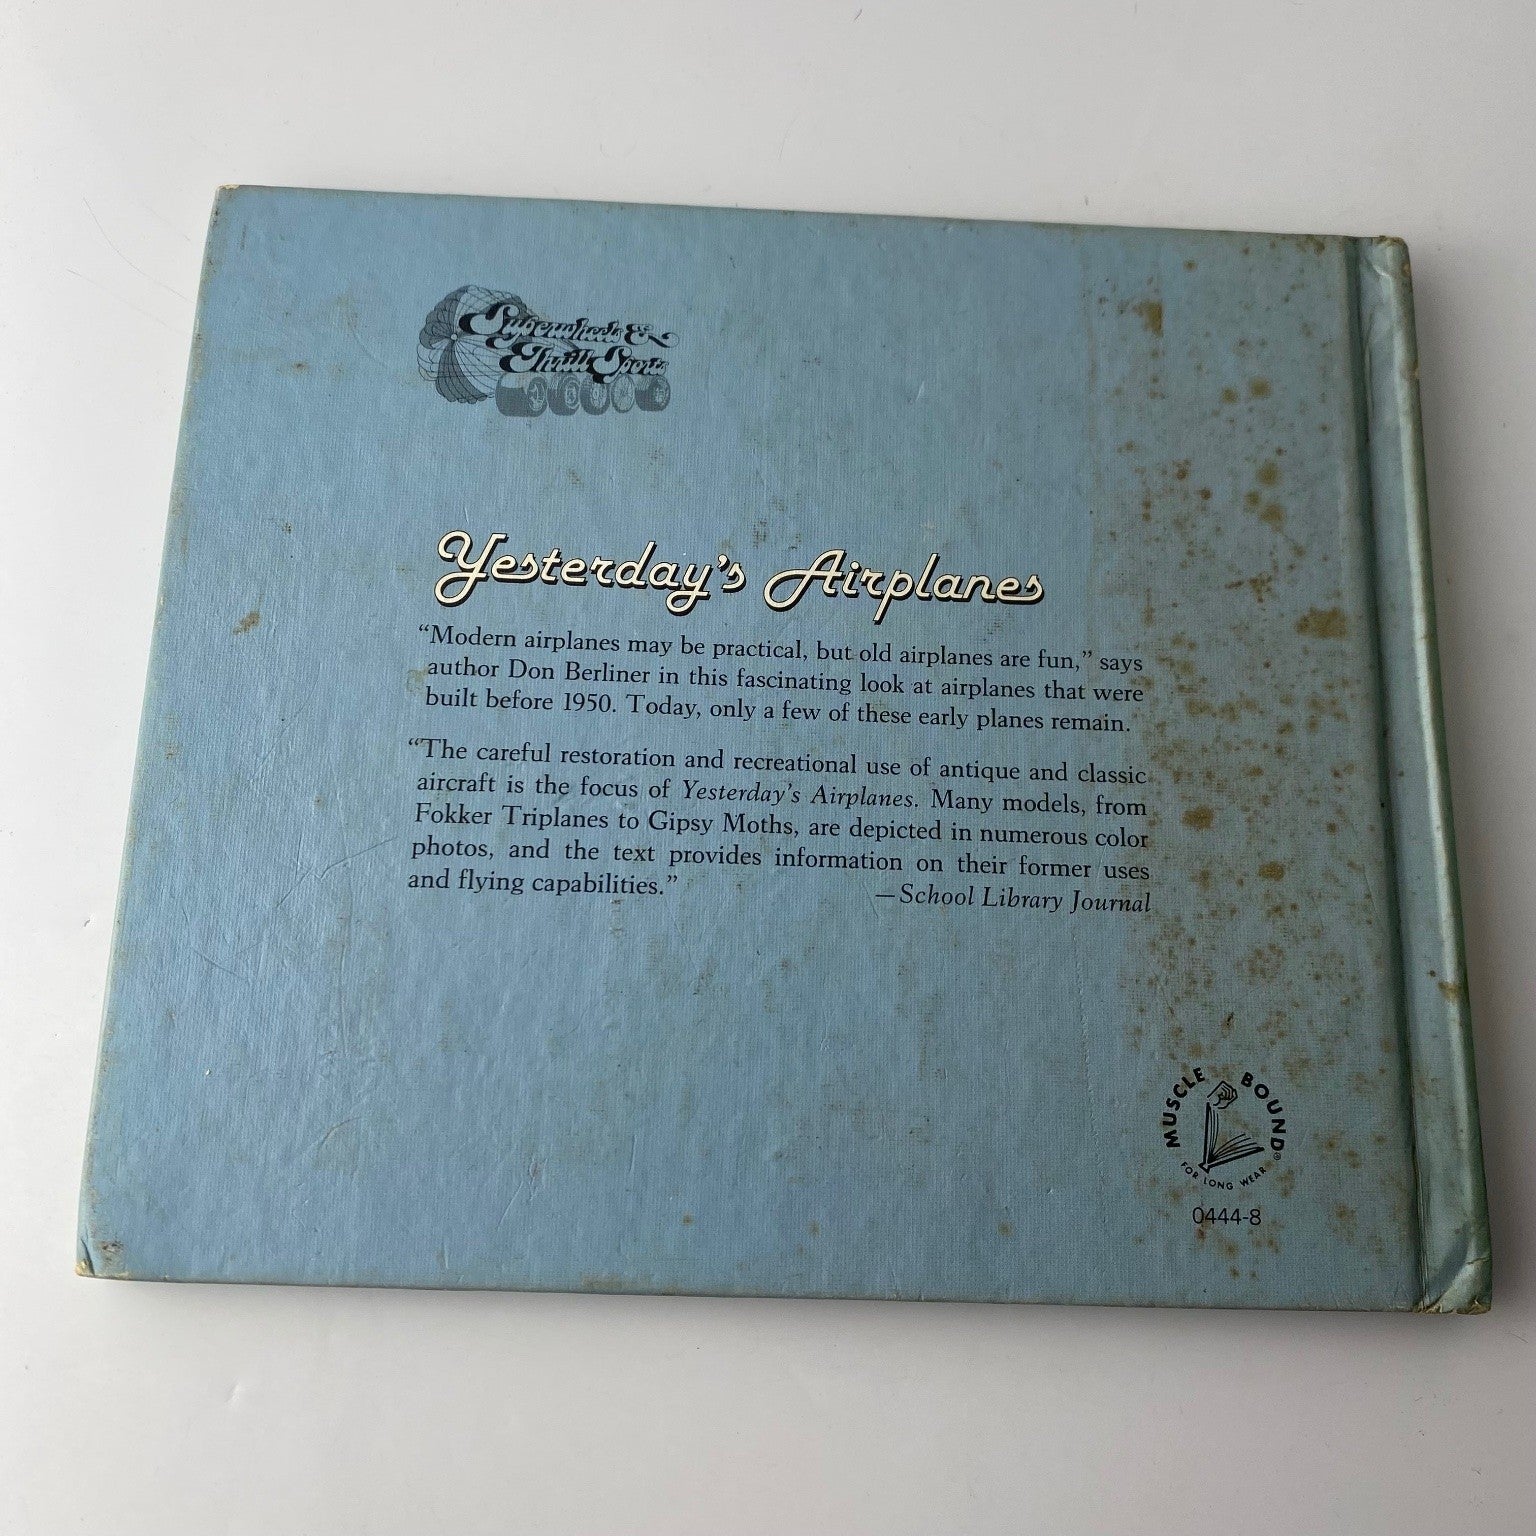 Superwheels &
Thrill Sports
Yesterday's Airplanes
“Modern airplanes may be practical, but old airplanes are fun,” says
author Don Berliner in this fascinating look at airplanes that were
built before 1950. Today, only a few of these early planes remain.
“The careful restoration and recreational use of antique and classic
aircraft is the focus of Yesterday's Airplanes. Many models, from
Fokker Triplanes to Gipsy Moths, are depicted in numerous color
photos, and the text provides information on their former uses
and flying capabilities.”
—School Library Journal
MUSCLE BOUND®
FOR LONG WEAR
0444-8